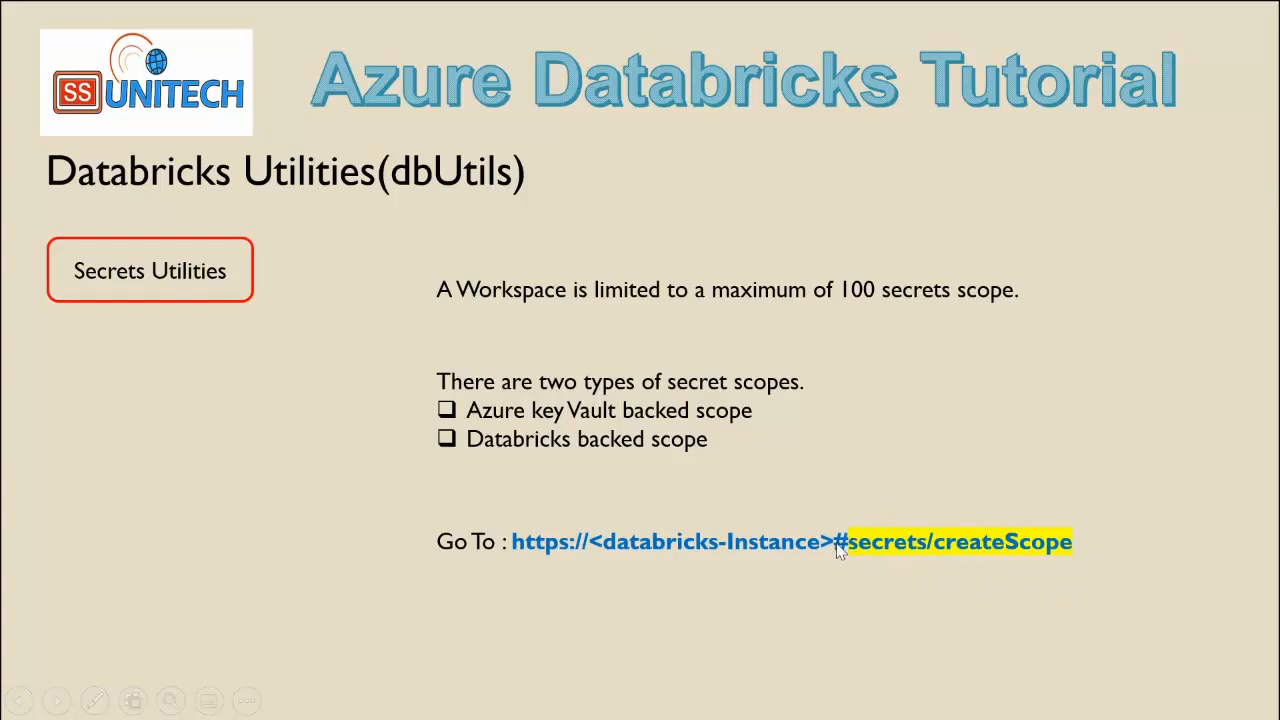 SS UNITECH
Azure Databricks Tutorial
Databricks Utilities(dbUtils)
Secrets Utilities
A Workspace is limited to a maximum of 100 secrets scope.
There are two types of secret scopes.
❑ Azure key Vault backed scope
❑ Databricks backed scope
Go To : https://<databricks-Instance>#secrets/createScope